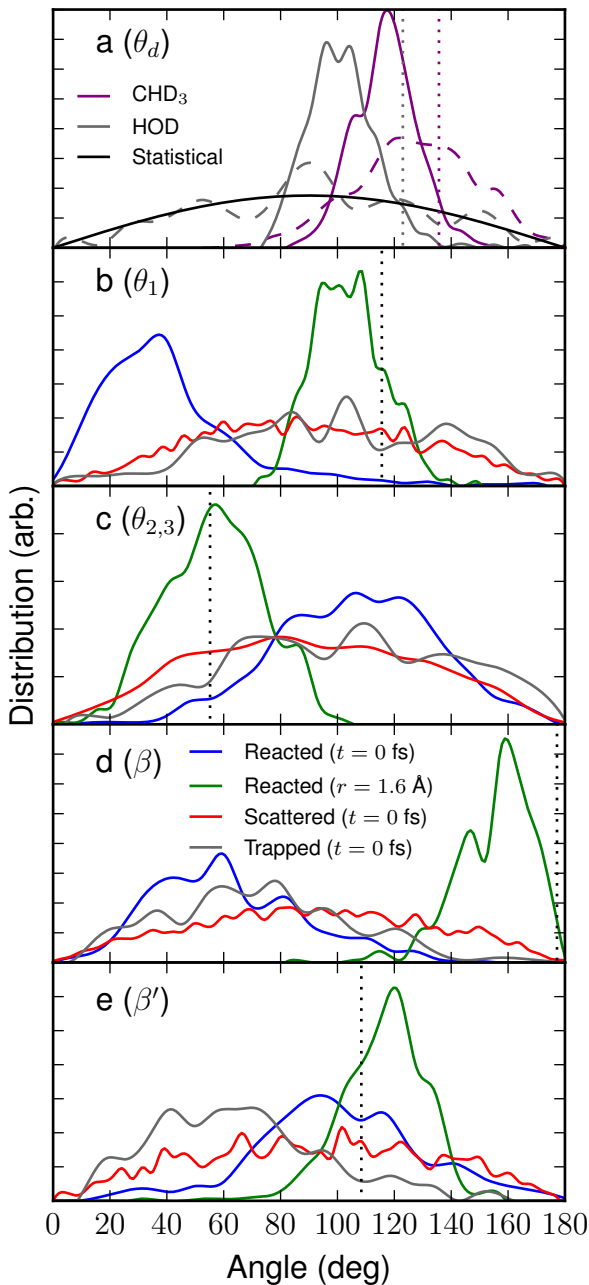 a (θd)
CHD3
HOD
Statistical
b (θ1)
c (θ2,3)
d (β)
Reacted (t = 0 fs)
Reacted (r = 1.6 Å)
Scattered (t = 0 fs)
Trapped (t = 0 fs)
e (β′)
Distribution (arb.)
0 20 40 60 80 100 120 140 160 180
Angle (deg)